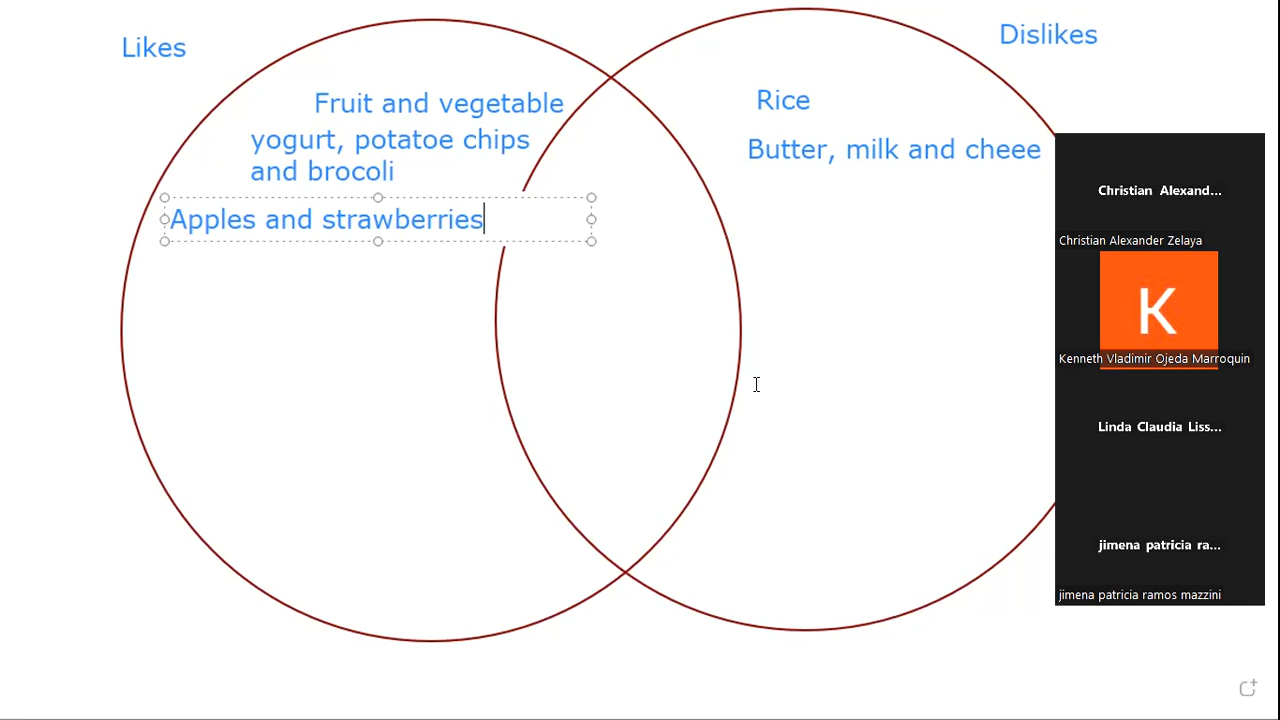 Likes
Dislikes
Fruit and vegetable
yogurt, potatoe chips
and brocoli
Apples and strawberries
Rice
Butter, milk and cheee
Christian Alexand...
Christian Alexander Zelaya
K
Kenneth Vladimir Ojeda Marroquin
Linda Claudia Liss...
jimena patricia ra...
jimena patricia ramos mazzini